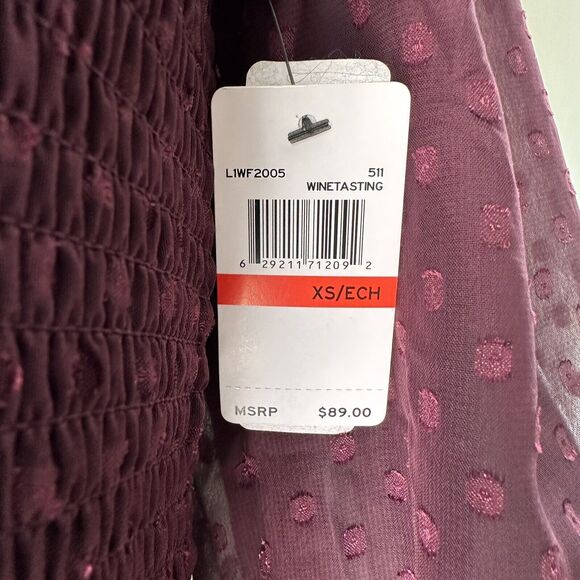 L1WF2005 511
WINETASTING
6 29211 71209 2
XS/ECH
MSRP $89.00